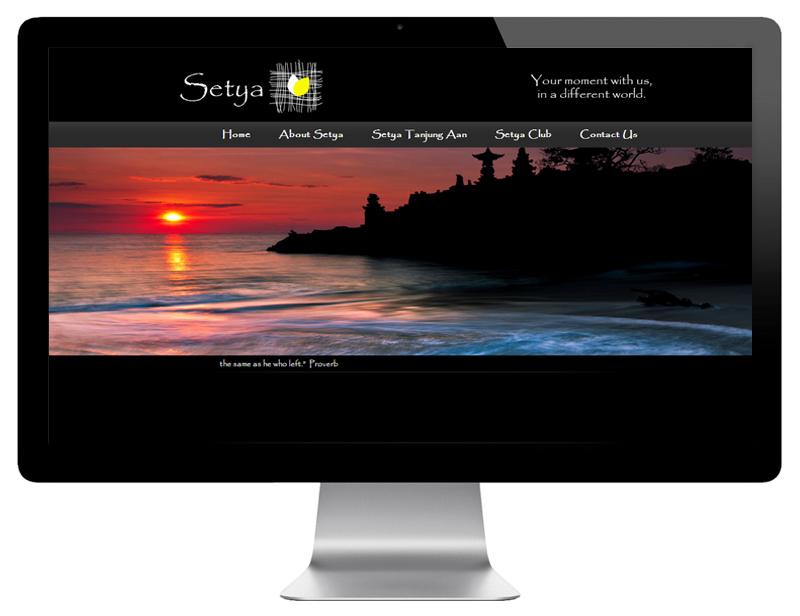 Setya
Your moment with us,
in a different world.
Home About Setya Setya Tanjung Aan Setya Club Contact Us
the same as he who left." Proverb